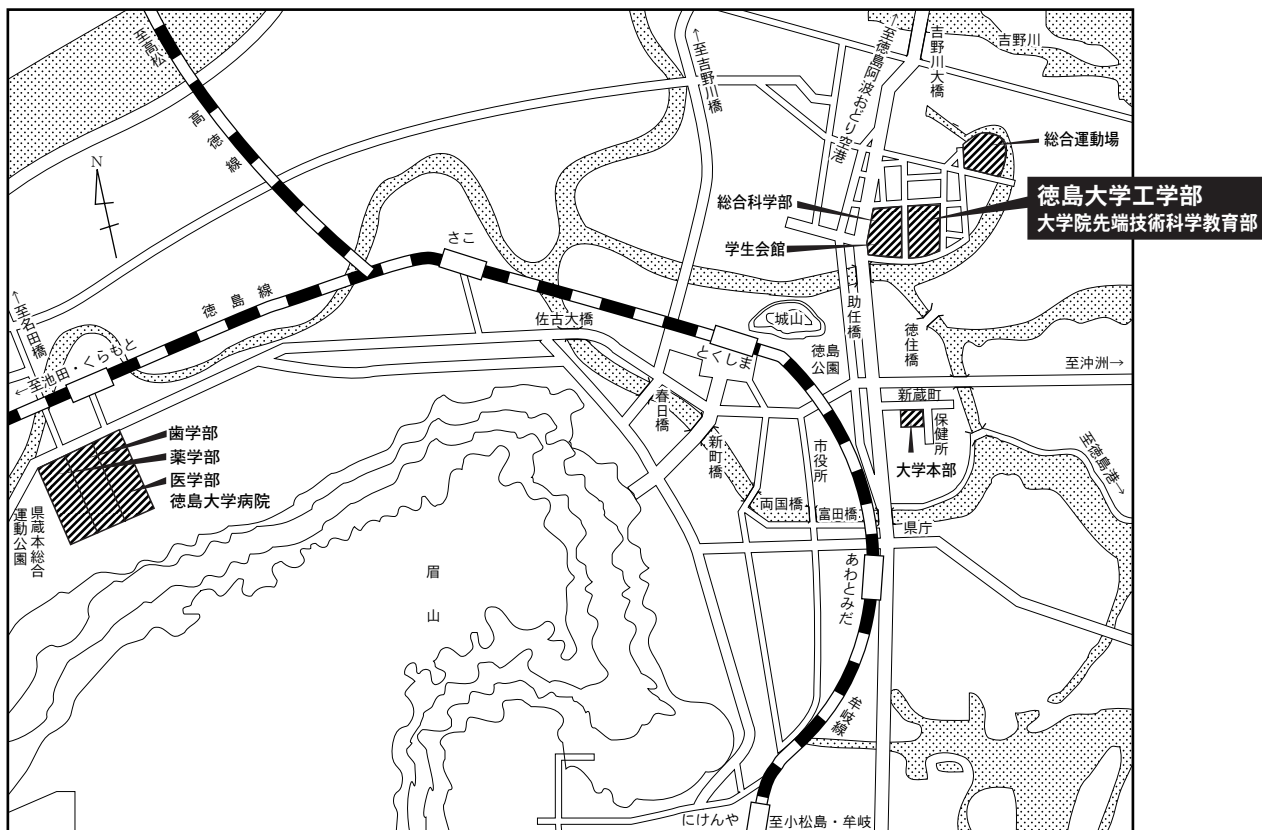 至高松
高徳線
N
←至吉野川橋
←至徳島阿波おどり空港
吉野川大橋
吉野川
総合運動場
徳島大学工学部
大学院先端技術科学教育部
総合科学部
学生会館
さこ
徳島線
←至名田橋
←至池田・くらもと
佐古大橋
城山
とくしま
徳島
公園
助任橋
徳住橋
至沖洲→
新蔵町
保健所
大学本部
至徳島港→
春日橋
新町橋
市役所
両国橋
富田橋
県庁
歯学部
薬学部
医学部
徳島大学病院
県蔵本総合
運動公園
眉山
あわとみだ
牟岐線
にけんや
至小松島・牟岐